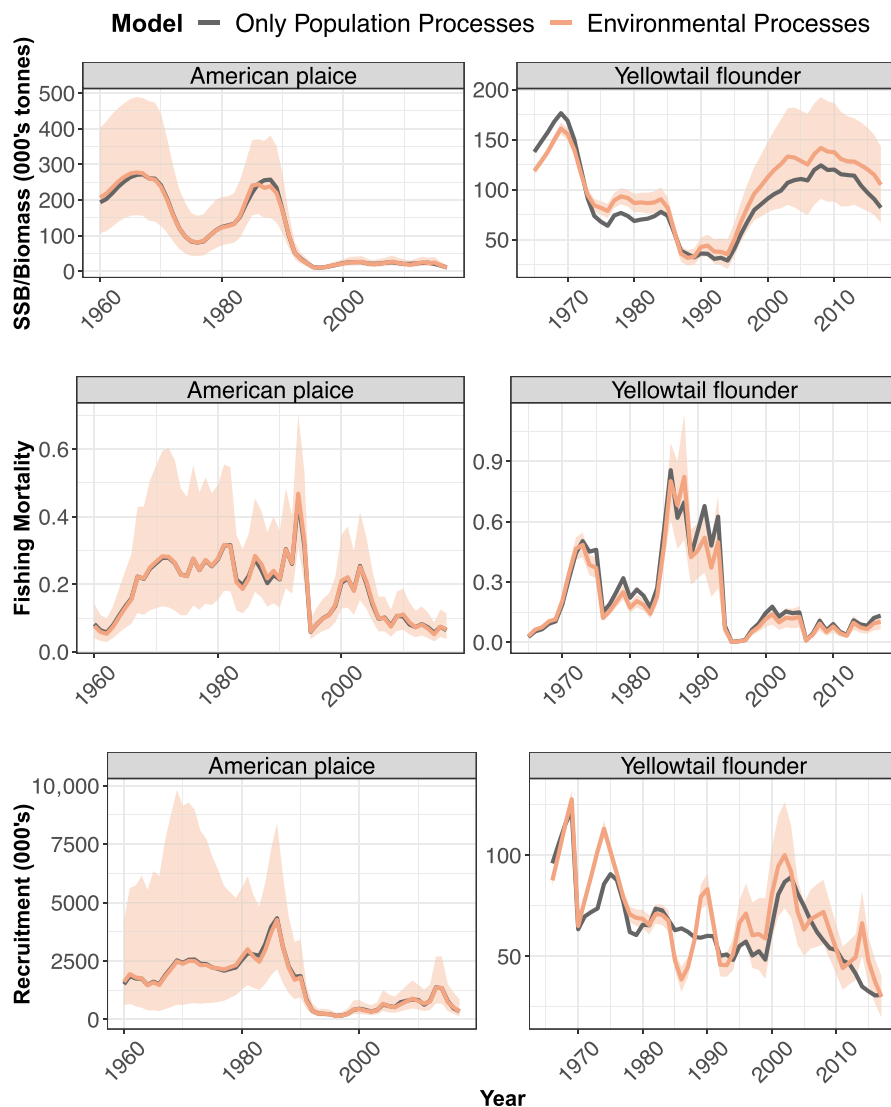 Model Only Population Processes Environmental Processes
American plaice Yellowtail flounder
SSB/Biomass (000's tonnes)
500
400
300
200
100
0
1960 1980 2000
200
150
100
50
1970 1980 1990 2000 2010
American plaice Yellowtail flounder
Fishing Mortality
0.6
0.4
0.2
0.0
1960 1980 2000
0.9
0.6
0.3
0.0
1970 1980 1990 2000 2010
American plaice Yellowtail flounder
Recruitment (000's)
10,000
7500
5000
2500
0
1960 1980 2000
100
50
1970 1980 1990 2000 2010
Year